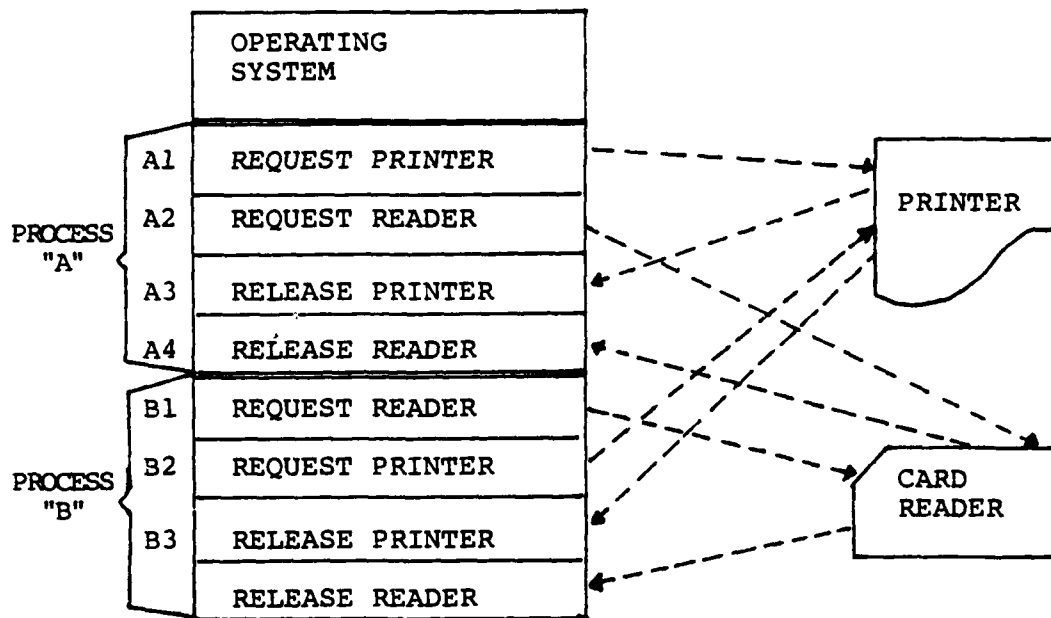 OPERATING
SYSTEM
A1 REQUEST PRINTER
A2 REQUEST READER
PROCESS
"A"
A3 RELEASE PRINTER
A4 RELEASE READER
B1 REQUEST READER
B2 REQUEST PRINTER
PROCESS
"B"
B3 RELEASE PRINTER
RELEASE READER
PRINTER
CARD
READER